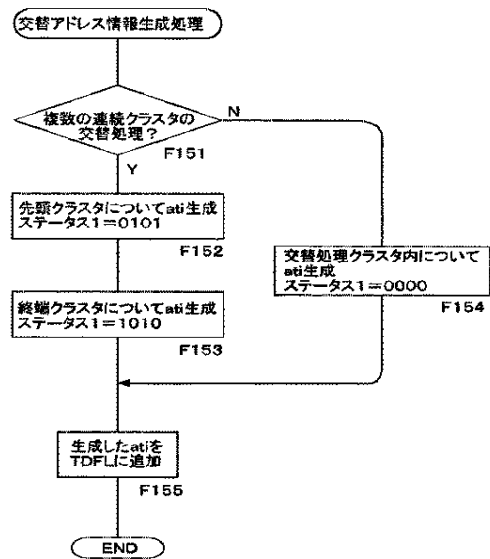 交替アドレス情報生成処理
複数の連続クラスタの
交替処理？
N
F151
Y
先頭クラスタについてati生成
ステータス1＝0101
F152
交替処理クラスタ内について
ati生成
ステータス1＝0000
F154
終端クラスタについてati生成
ステータス1＝1010
F153
生成したatiを
TDFLに追加
F155
END